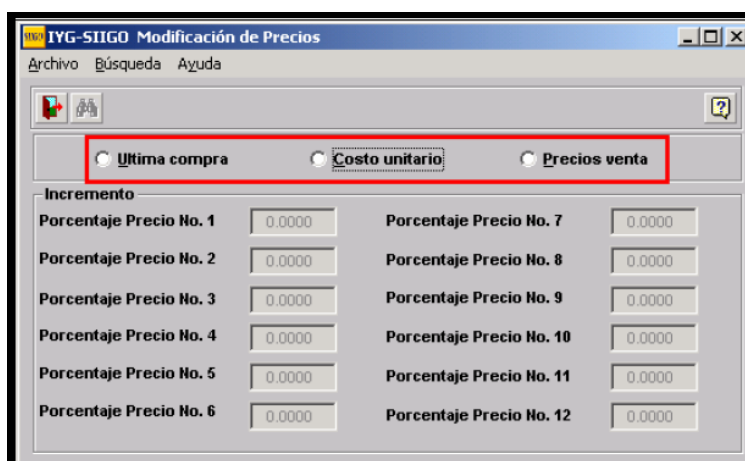 SIIGO IYG-SIIGO Modificación de Precios
Archivo Búsqueda Ayuda
Ultima compra Costo unitario Precios venta
Incremento
Porcentaje Precio No. 1 0.0000 Porcentaje Precio No. 7 0.0000
Porcentaje Precio No. 2 0.0000 Porcentaje Precio No. 8 0.0000
Porcentaje Precio No. 3 0.0000 Porcentaje Precio No. 9 0.0000
Porcentaje Precio No. 4 0.0000 Porcentaje Precio No. 10 0.0000
Porcentaje Precio No. 5 0.0000 Porcentaje Precio No. 11 0.0000
Porcentaje Precio No. 6 0.0000 Porcentaje Precio No. 12 0.0000